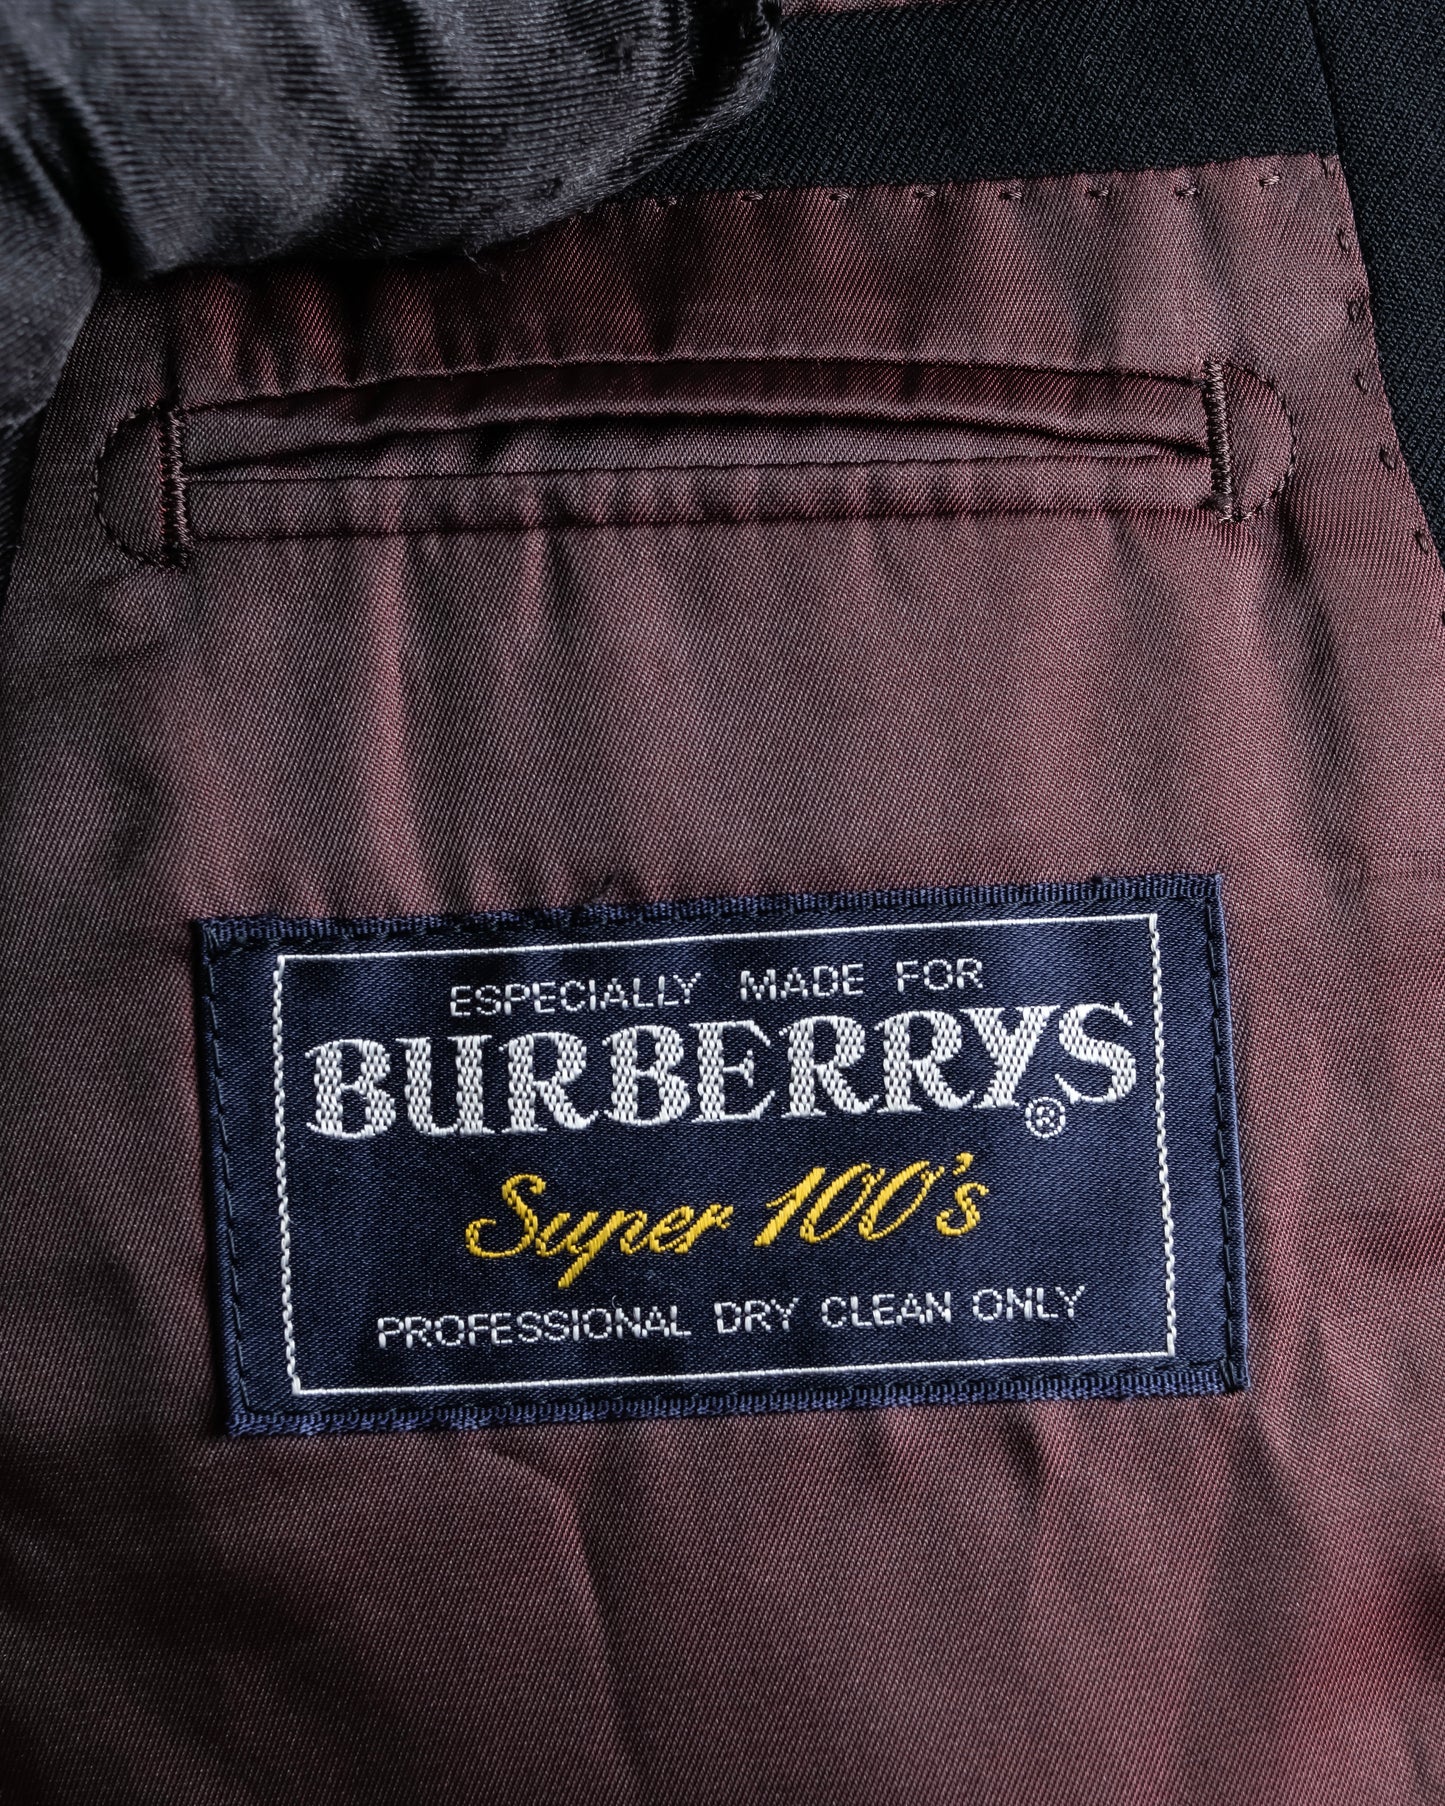 ESPECIALLY MADE FOR
BURBERRYS®
Super 100's
PROFESSIONAL DRY CLEAN ONLY